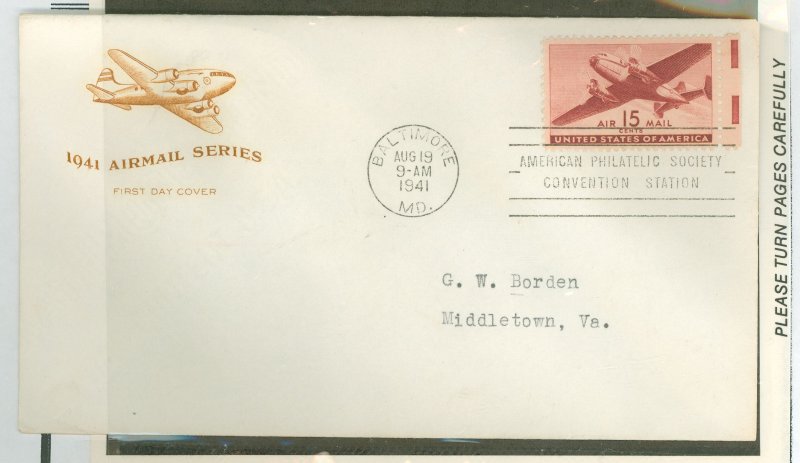 1941 AIRMAIL SERIES
FIRST DAY COVER
BALTIMORE
AUG 19
9-AM
1941
MD.
AIR 15 MAIL
CENTS
UNITED STATES OF AMERICA
AMERICAN PHILATELIC SOCIETY
CONVENTION STATION
G. W. Borden
Middletown, Va.
PLEASE TURN PAGES CAREFULLY